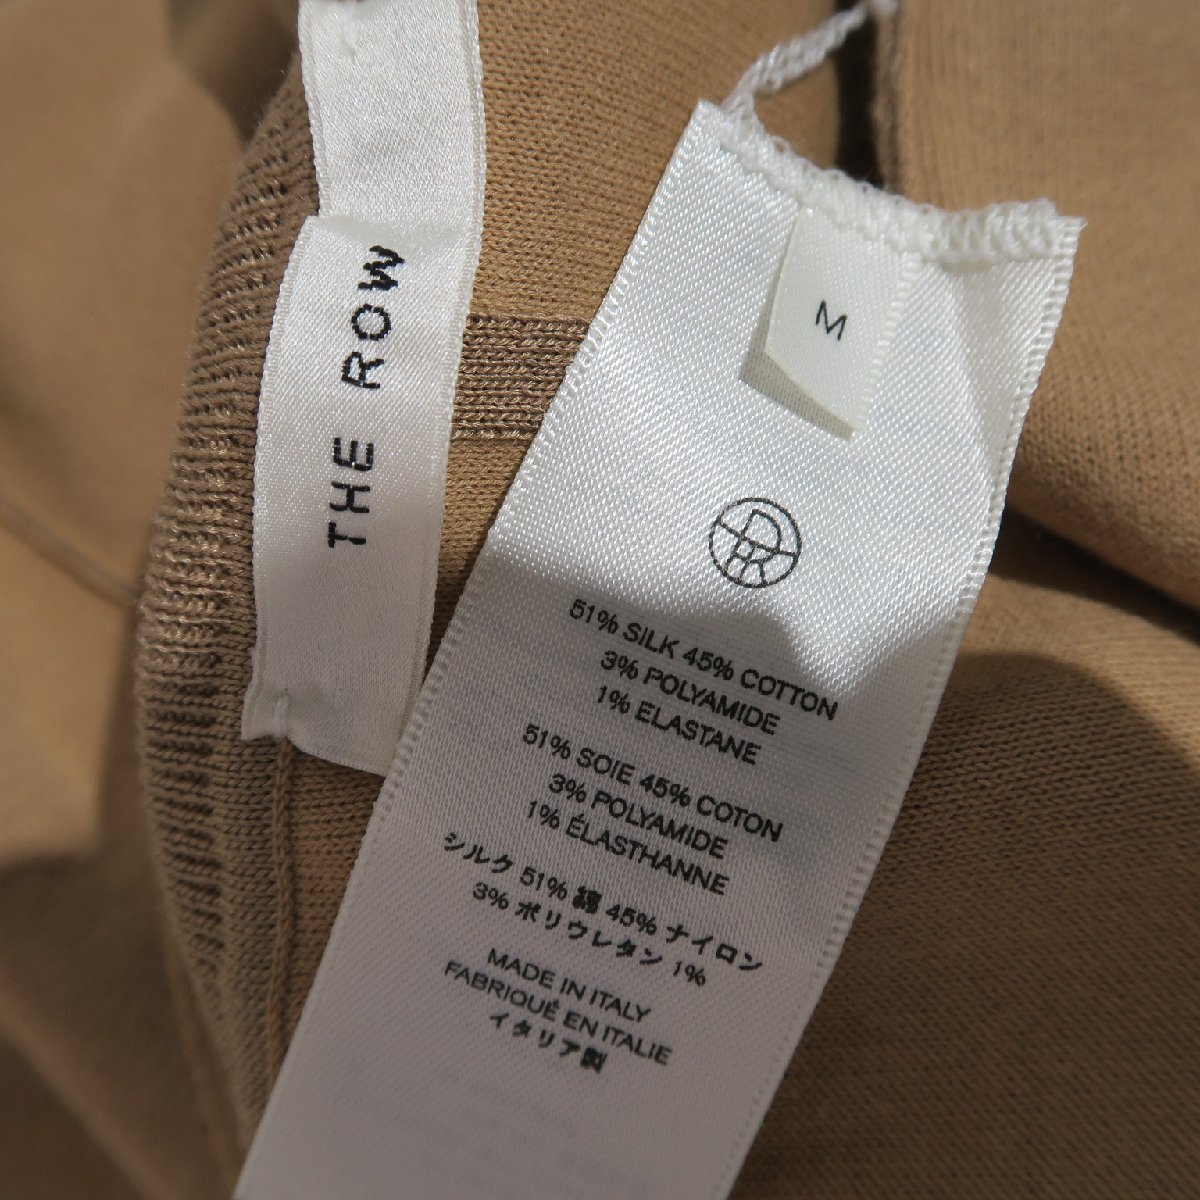 THE ROW
M
51% SILK 45% COTTON
3% POLYAMIDE
1% ELASTANE
51% SOIE 45% COTON
3% POLYAMIDE
1% ÉLASTHANNE
シルク 51% 綿 45% ナイロン
3% ポリウレタン 1%
MADE IN ITALY
FABRIQUÉ EN ITALIE
イタリア製